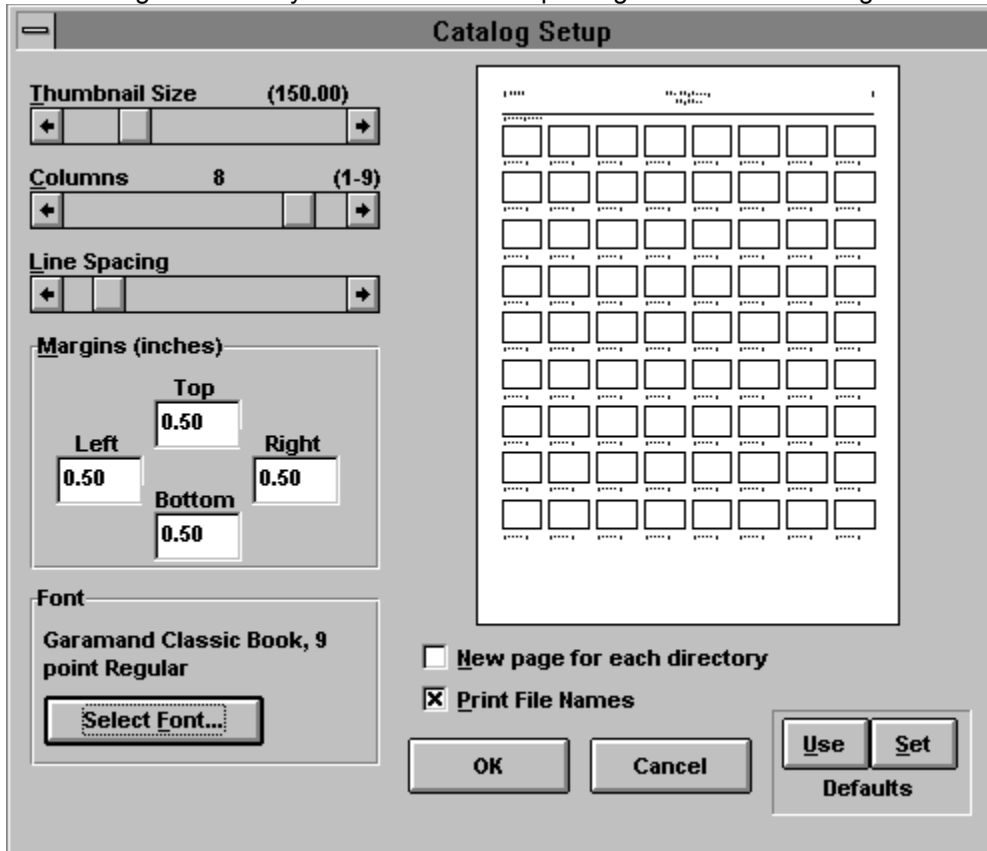 Catalog Setup
Thumbnail Size (150.00)
Columns 8 (1-9)
Line Spacing
Margins (inches)
Top
0.50
Left
0.50
Right
0.50
Bottom
0.50
Font
Garamand Classic Book, 9
point Regular
Select Font...
New page for each directory
Print File Names
OK
Cancel
Use
Set
Defaults